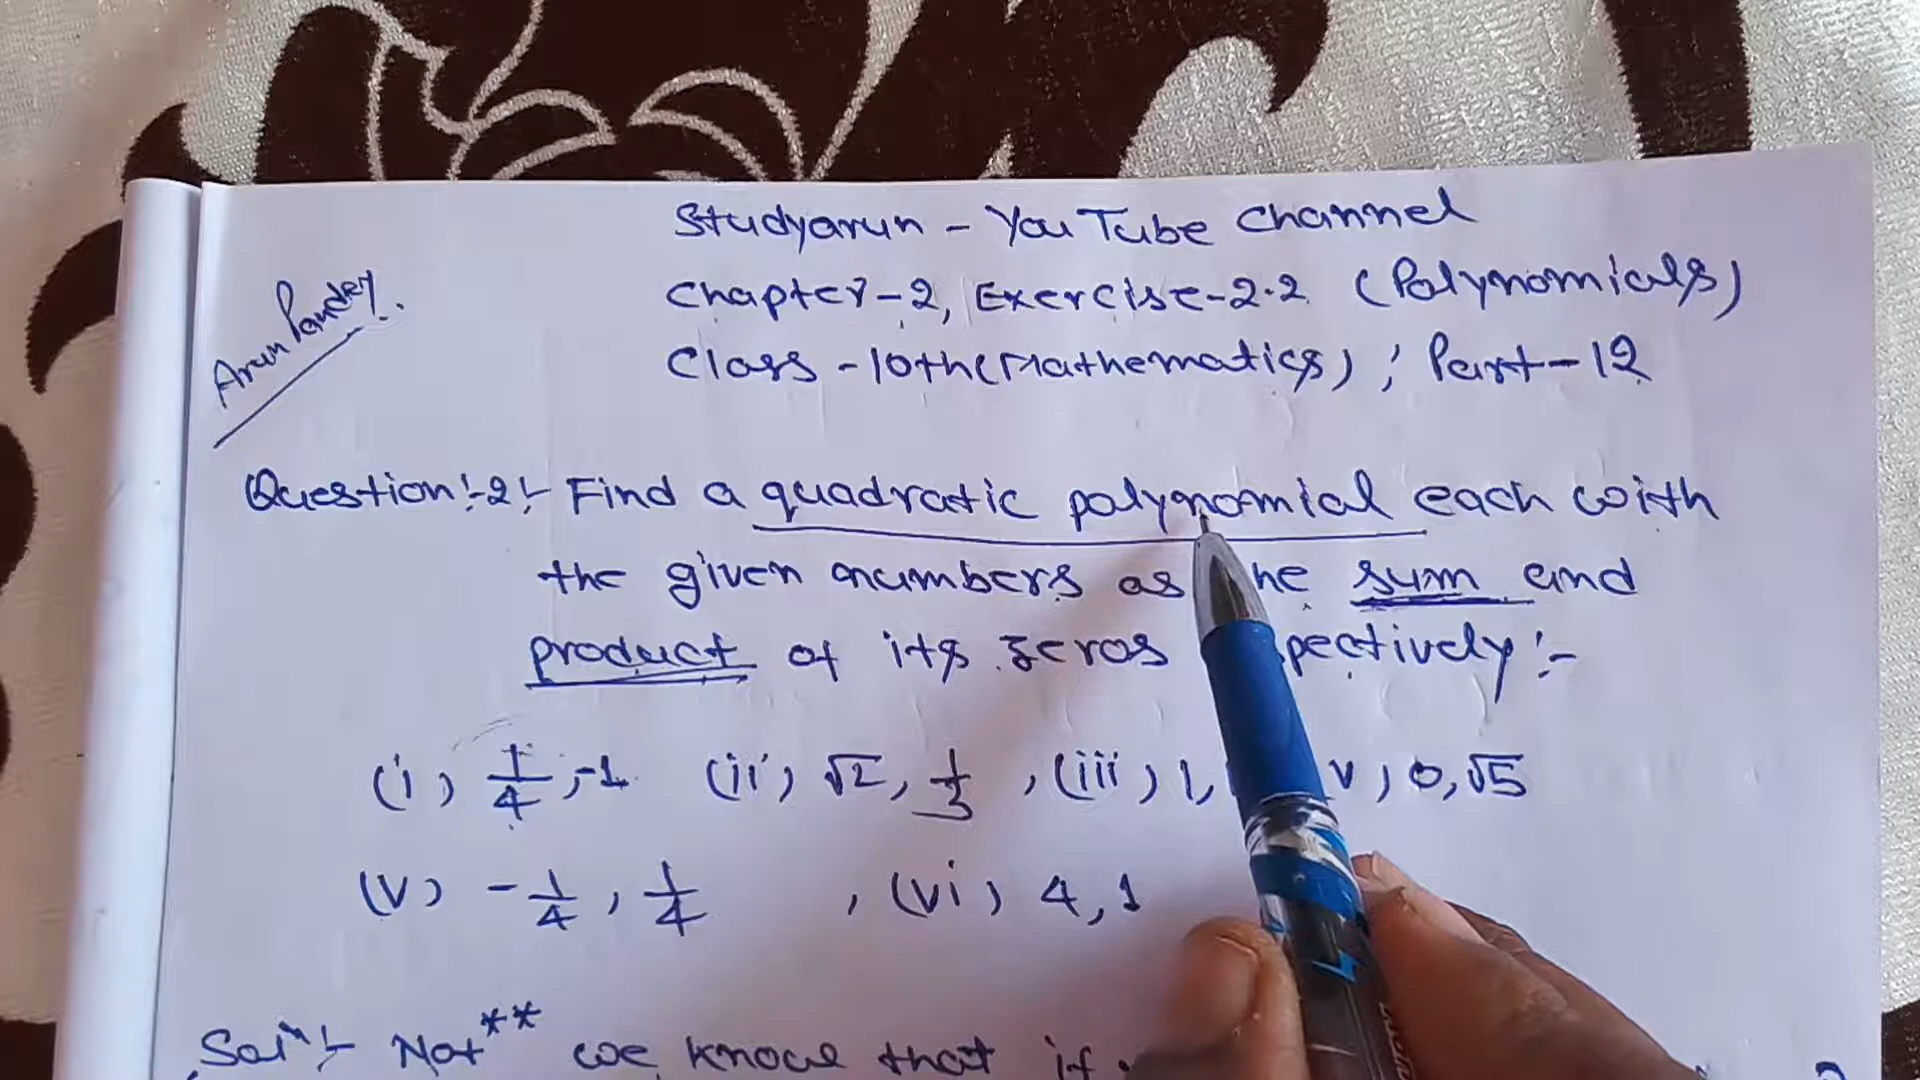 Studyarun - YouTube Channel
Chapter-2, Exercise-2.2 (Polynomials)
Class -10th (Mathematics) ; Part-12
Arun Pandey.
Question:-2:- Find a quadratic polynomial each with
the given numbers as he sum and
product of its zeros pectively :-
(i) 1/4, -1 (ii) √2, 1/3 , (iii) 1, v) 0, √5
(v) -1/4, 1/4 , (vi) 4, 1
Solⁿ:- Not** we know that if